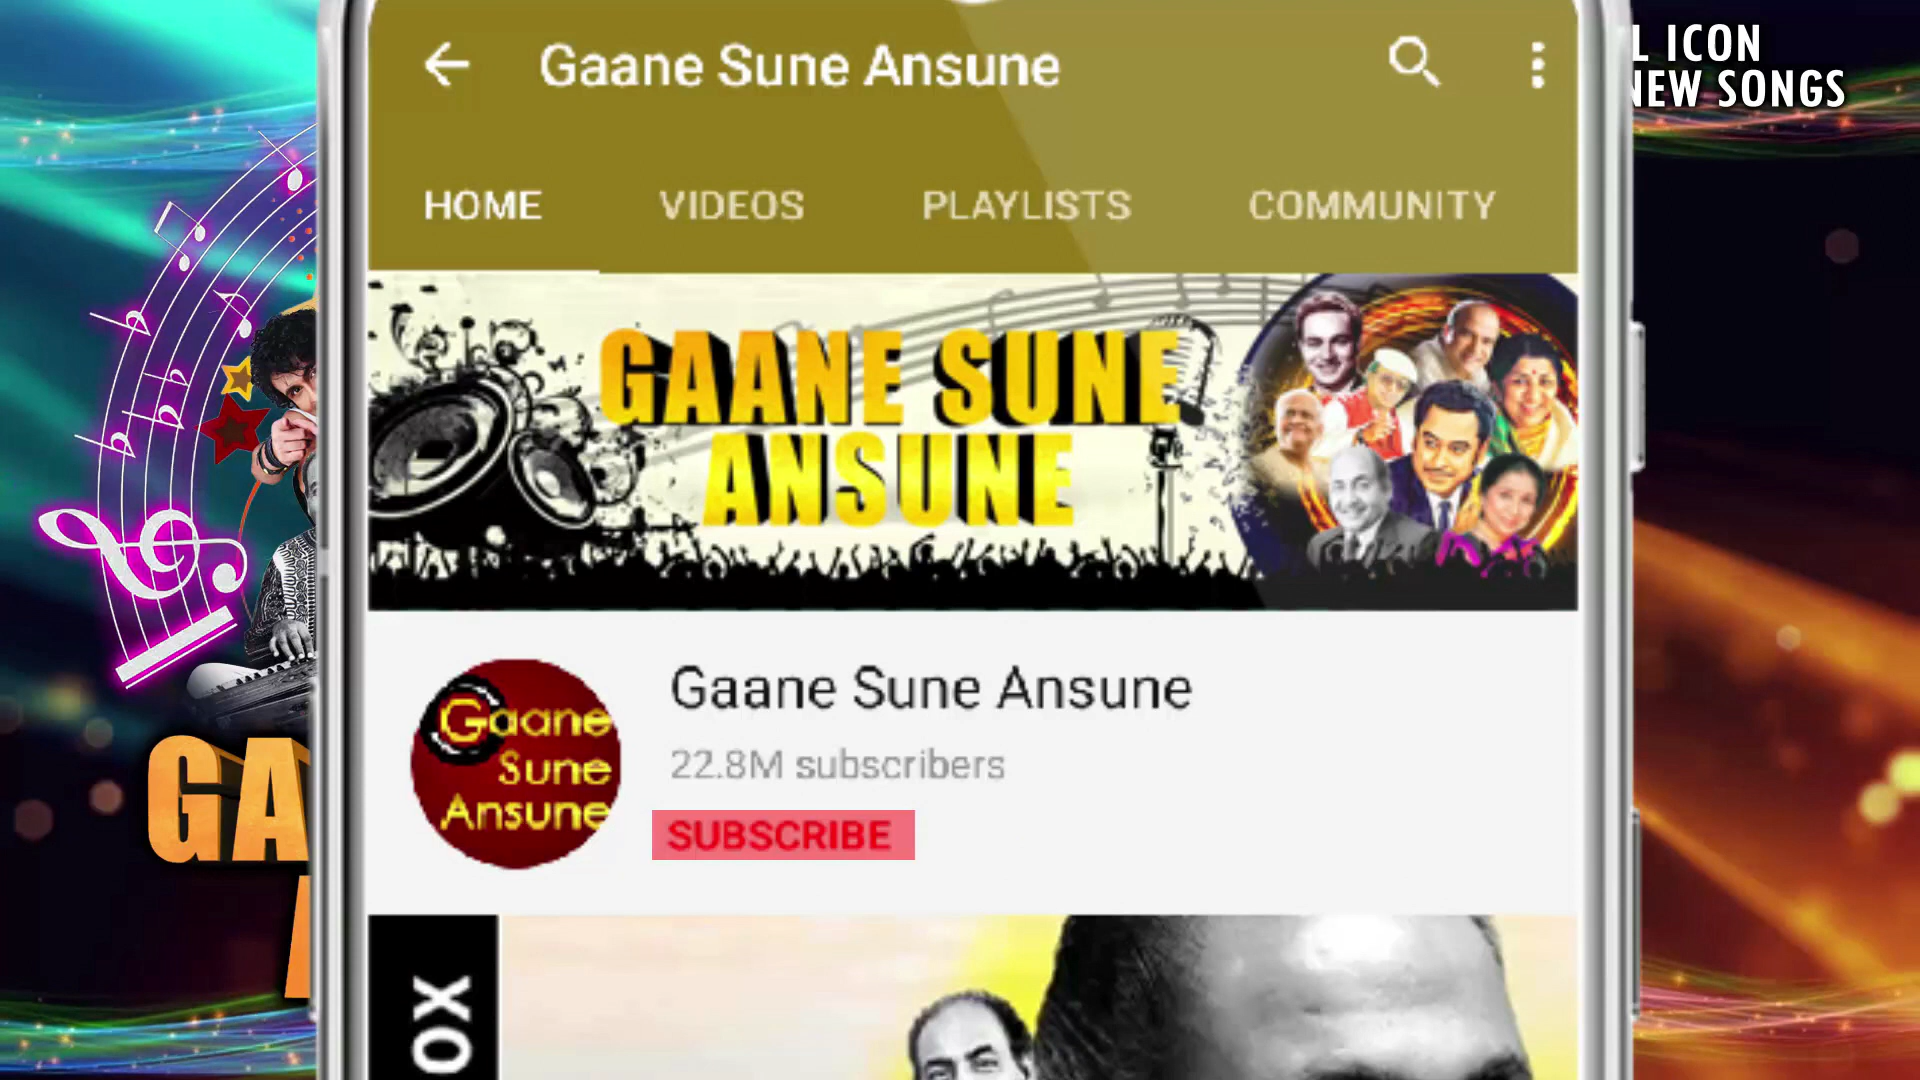 Gaane Sune Ansune
L ICON
NEW SONGS
HOME VIDEOS PLAYLISTS COMMUNITY
GAANE SUNE
ANSUNE
Gaane
Sune
Ansune
Gaane Sune Ansune
22.8M subscribers
SUBSCRIBE
GA
OX